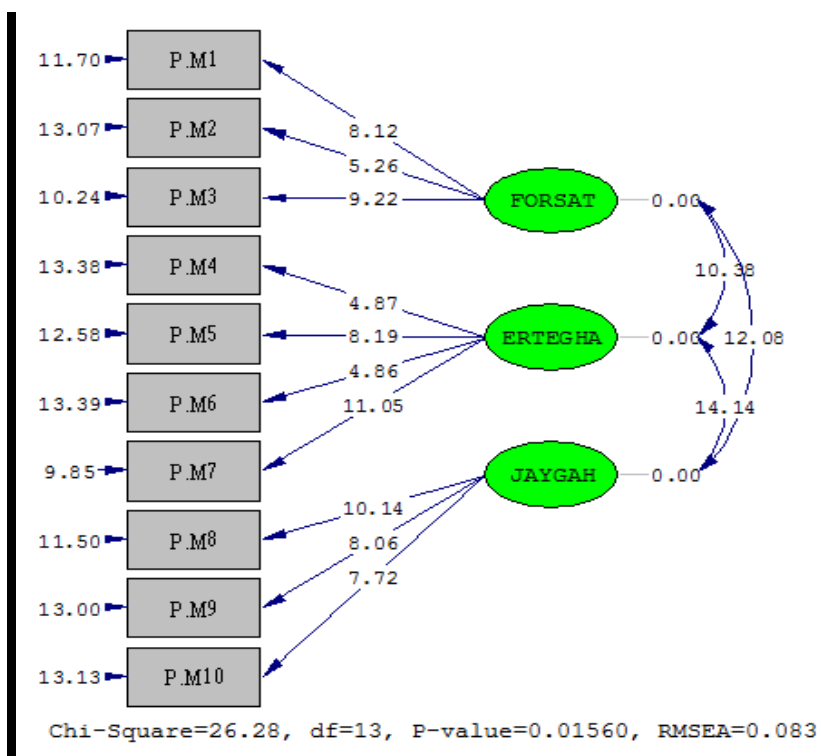 11.70 P.M1
13.07 P.M2
10.24 P.M3
13.38 P.M4
12.58 P.M5
13.39 P.M6
9.85 P.M7
11.50 P.M8
13.00 P.M9
13.13 P.M10
8.12
5.26
9.22
4.87
8.19
4.86
11.05
10.14
8.06
7.72
FORSAT 0.00
ERTEGHA 0.00
JAYGAH 0.00
10.38
12.08
14.14
Chi-Square=26.28, df=13, P-value=0.01560, RMSEA=0.083